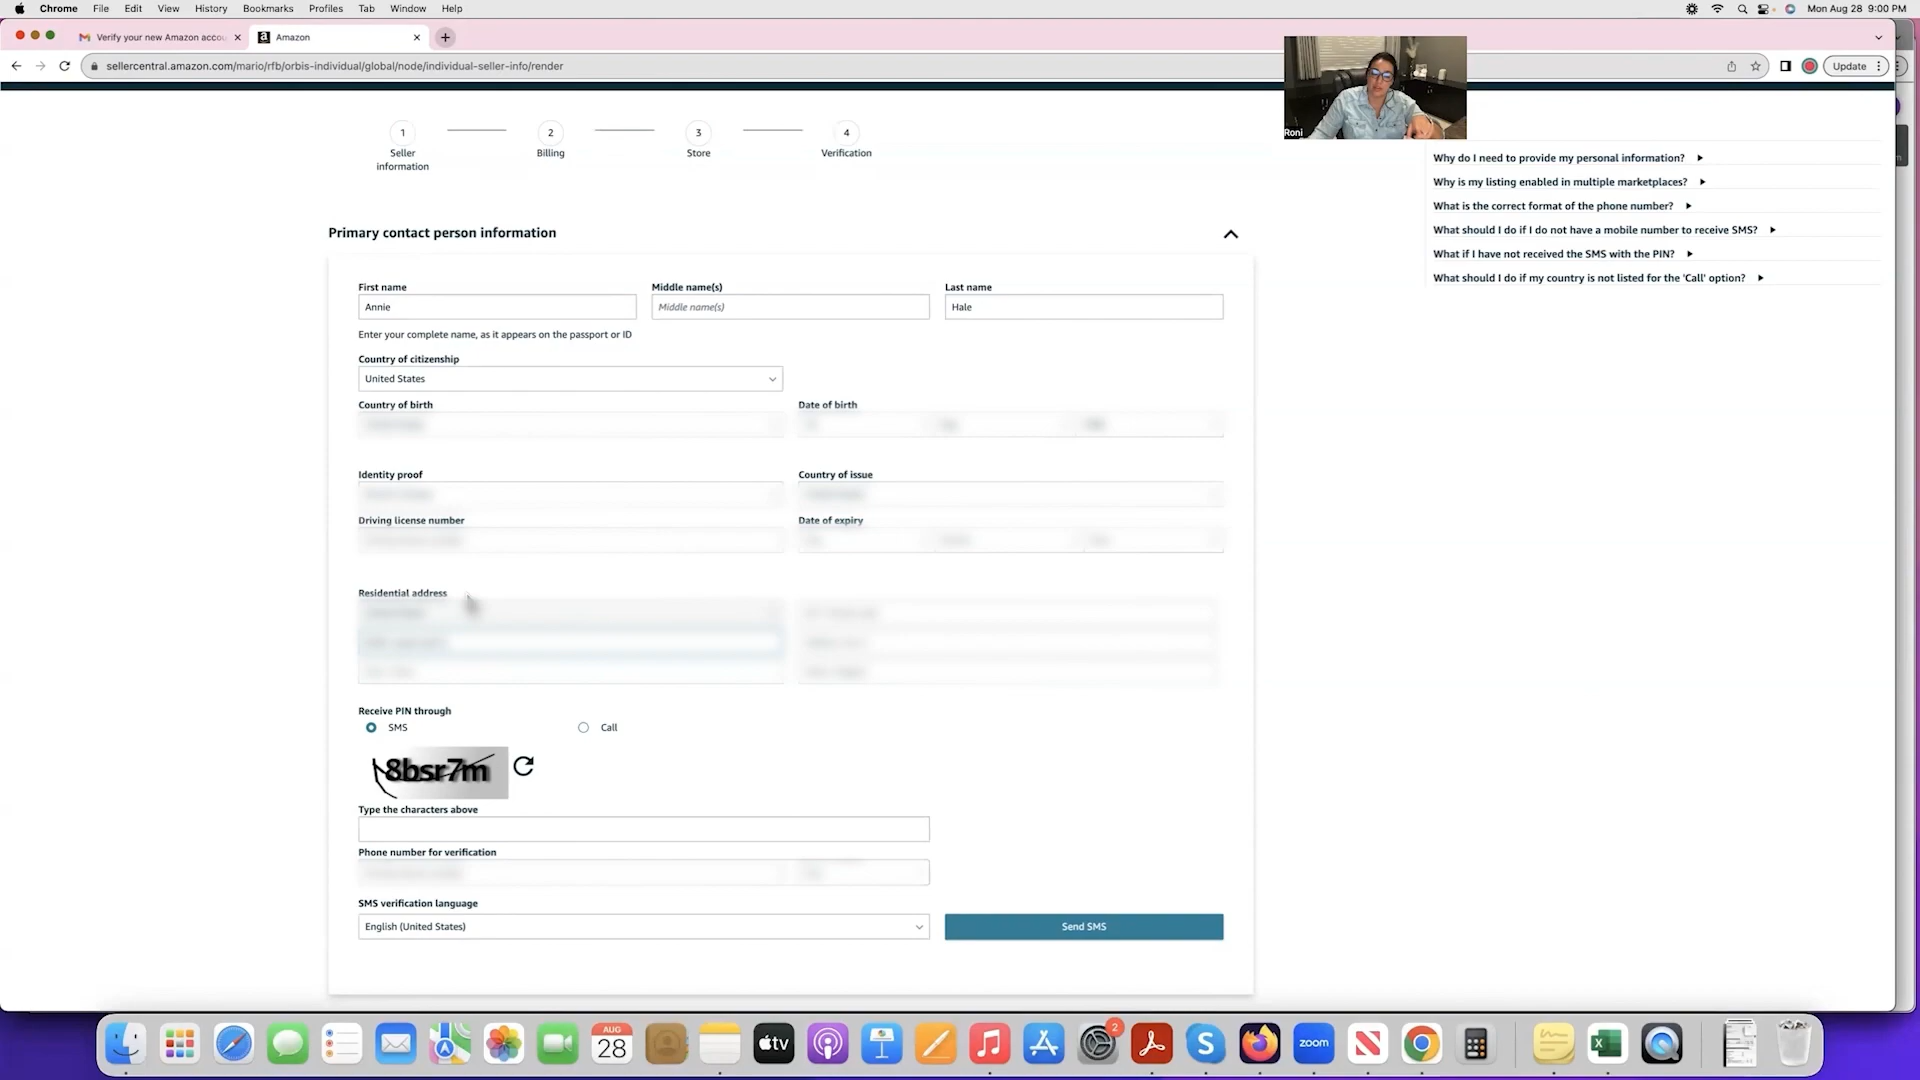 Chrome File Edit View History Bookmarks Profiles Tab Window Help Mon Aug 28 9:00 PM
Verify your new Amazon accou
Amazon
sellercentral.amazon.com/mario/rfb/orbis-individual/global/node/individual-seller-info/render
Update
Roni
1 2 3 4
Seller information
Billing
Store
Verification
Why do I need to provide my personal information?
Why is my listing enabled in multiple marketplaces?
What is the correct format of the phone number?
What should I do if I do not have a mobile number to receive SMS?
What if I have not received the SMS with the PIN?
What should I do if my country is not listed for the 'Call' option?
Primary contact person information
First name Middle name(s) Last name
Annie Middle name(s) Hale
Enter your complete name, as it appears on the passport or ID
Country of citizenship
United States
Country of birth Date of birth
Identity proof Country of issue
Driving license number Date of expiry
Residential address
Receive PIN through
SMS Call
8bsr7m
Type the characters above
Phone number for verification
SMS verification language
English (United States) Send SMS
AUG
28
tv
2
zoom